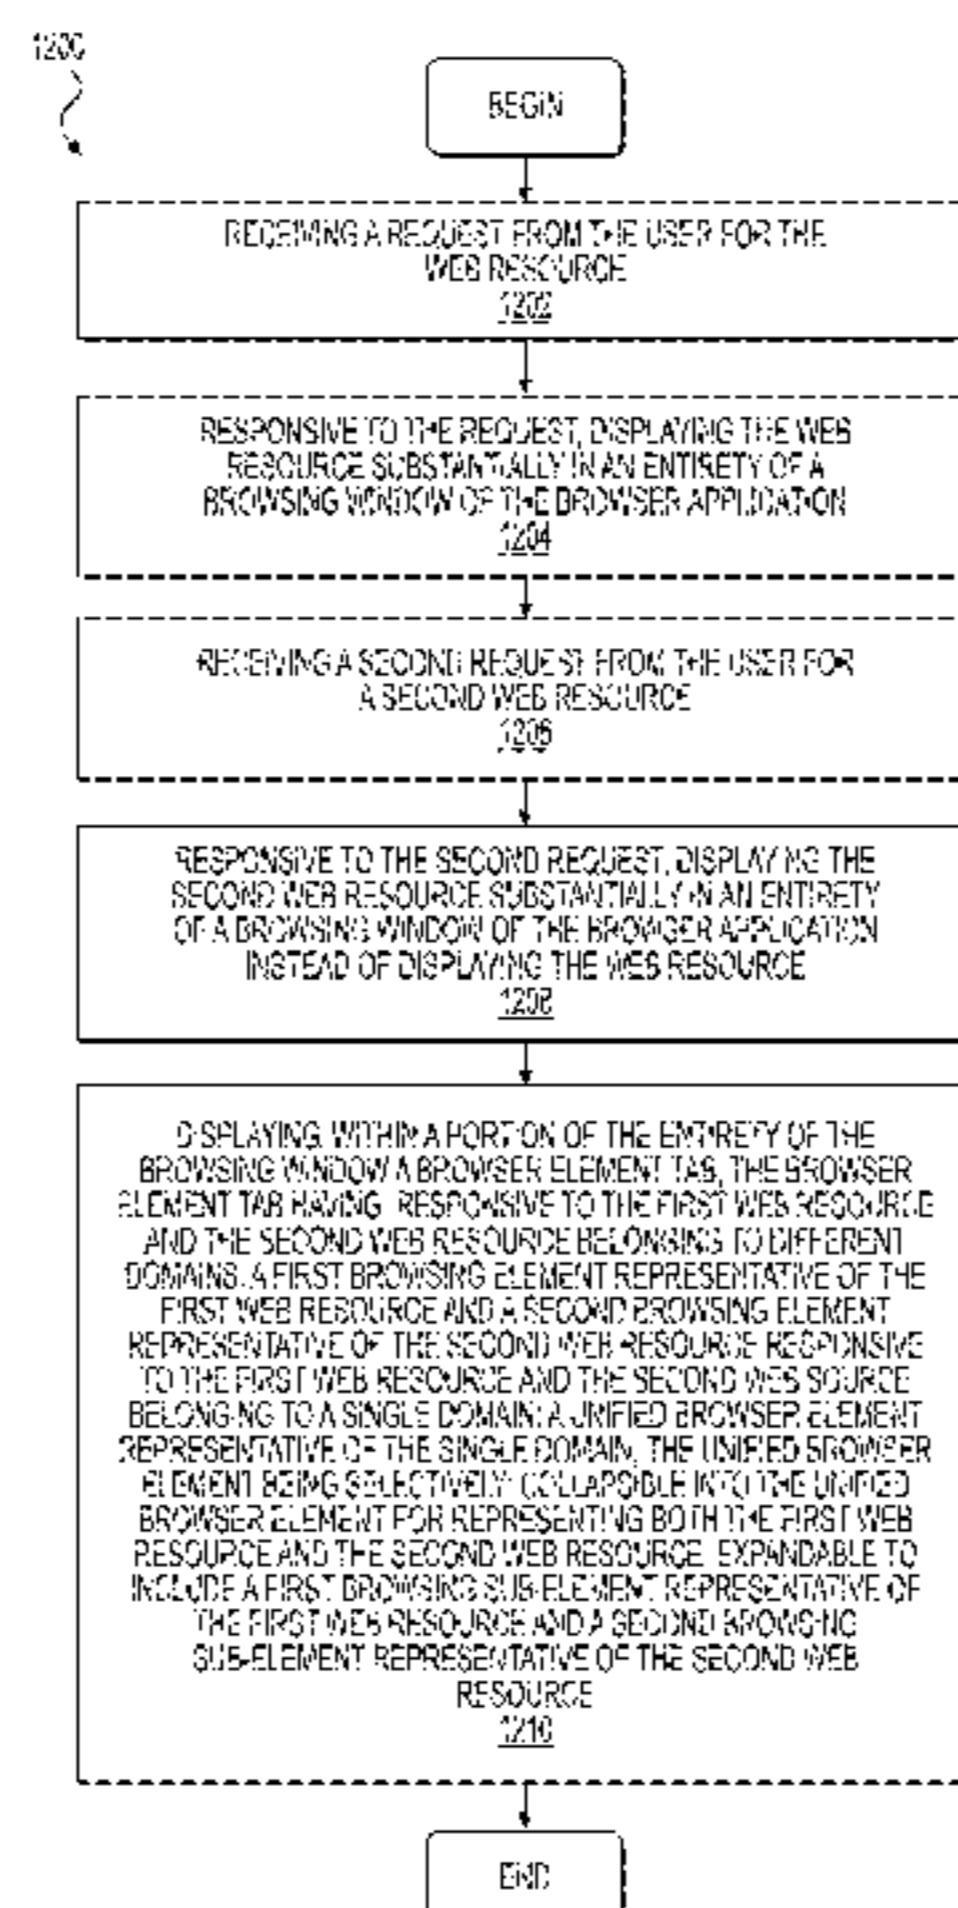 1200
BEGIN
RECEIVING A REQUEST FROM THE USER FOR THE
WEB RESOURCE
1202
RESPONSIVE TO THE REQUEST, DISPLAYING THE WEB
RESOURCE SUBSTANTIALLY IN AN ENTIRETY OF A
BROWSING WINDOW OF THE BROWSER APPLICATION
1204
RECEIVING A SECOND REQUEST FROM THE USER FOR
A SECOND WEB RESOURCE
1206
RESPONSIVE TO THE SECOND REQUEST, DISPLAYING THE
SECOND WEB RESOURCE SUBSTANTIALLY IN AN ENTIRETY
OF A BROWSING WINDOW OF THE BROWSER APPLICATION
INSTEAD OF DISPLAYING THE WEB RESOURCE
1208
DISPLAYING, WITHIN A PORTION OF THE ENTIRETY OF THE
BROWSING WINDOW A BROWSER ELEMENT TAB, THE BROWSER
ELEMENT TAB HAVING: RESPONSIVE TO THE FIRST WEB RESOURCE
AND THE SECOND WEB RESOURCE BELONGING TO DIFFERENT
DOMAINS: A FIRST BROWSING ELEMENT REPRESENTATIVE OF THE
FIRST WEB RESOURCE AND A SECOND BROWSING ELEMENT
REPRESENTATIVE OF THE SECOND WEB RESOURCE RESPONSIVE
TO THE FIRST WEB RESOURCE AND THE SECOND WEB SOURCE
BELONGING TO A SINGLE DOMAIN: A UNIFIED BROWSER ELEMENT
REPRESENTATIVE OF THE SINGLE DOMAIN, THE UNIFIED BROWSER
ELEMENT BEING SELECTIVELY: COLLAPSIBLE INTO THE UNIFIED
BROWSER ELEMENT FOR REPRESENTING BOTH THE FIRST WEB
RESOURCE AND THE SECOND WEB RESOURCE, EXPANDABLE TO
INCLUDE A FIRST BROWSING SUB-ELEMENT REPRESENTATIVE OF
THE FIRST WEB RESOURCE AND A SECOND BROWSING
SUB-ELEMENT REPRESENTATIVE OF THE SECOND WEB
RESOURCE
1210
END